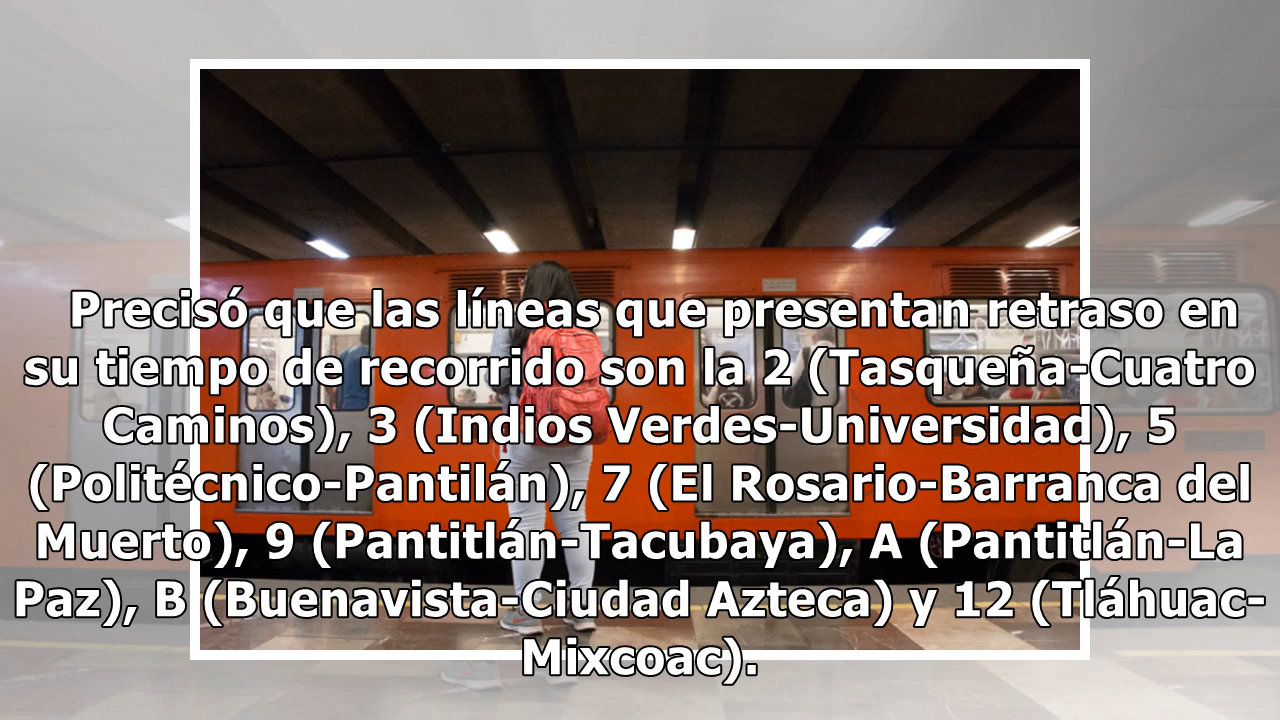 Precisó que las líneas que presentan retraso en
su tiempo de recorrido son la 2 (Tasqueña-Cuatro
Caminos), 3 (Indios Verdes-Universidad), 5
(Politécnico-Pantilán), 7 (El Rosario-Barranca del
Muerto), 9 (Pantitlán-Tacubaya), A (Pantitlán-La
Paz), B (Buenavista-Ciudad Azteca) y 12 (Tláhuac-
Mixcoac).